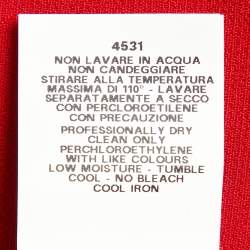 4531
NON LAVARE IN ACQUA
NON CANDEGGIARE
STIRARE ALLA TEMPERATURA
MASSIMA DI 110° - LAVARE
SEPARATAMENTE A SECCO
CON PERCLOROETILENE
CON PRECAUZIONE
PROFESSIONALLY DRY
CLEAN ONLY
PERCHLOROETHYLENE
WITH LIKE COLOURS
LOW MOISTURE - TUMBLE
COOL - NO BLEACH
COOL IRON